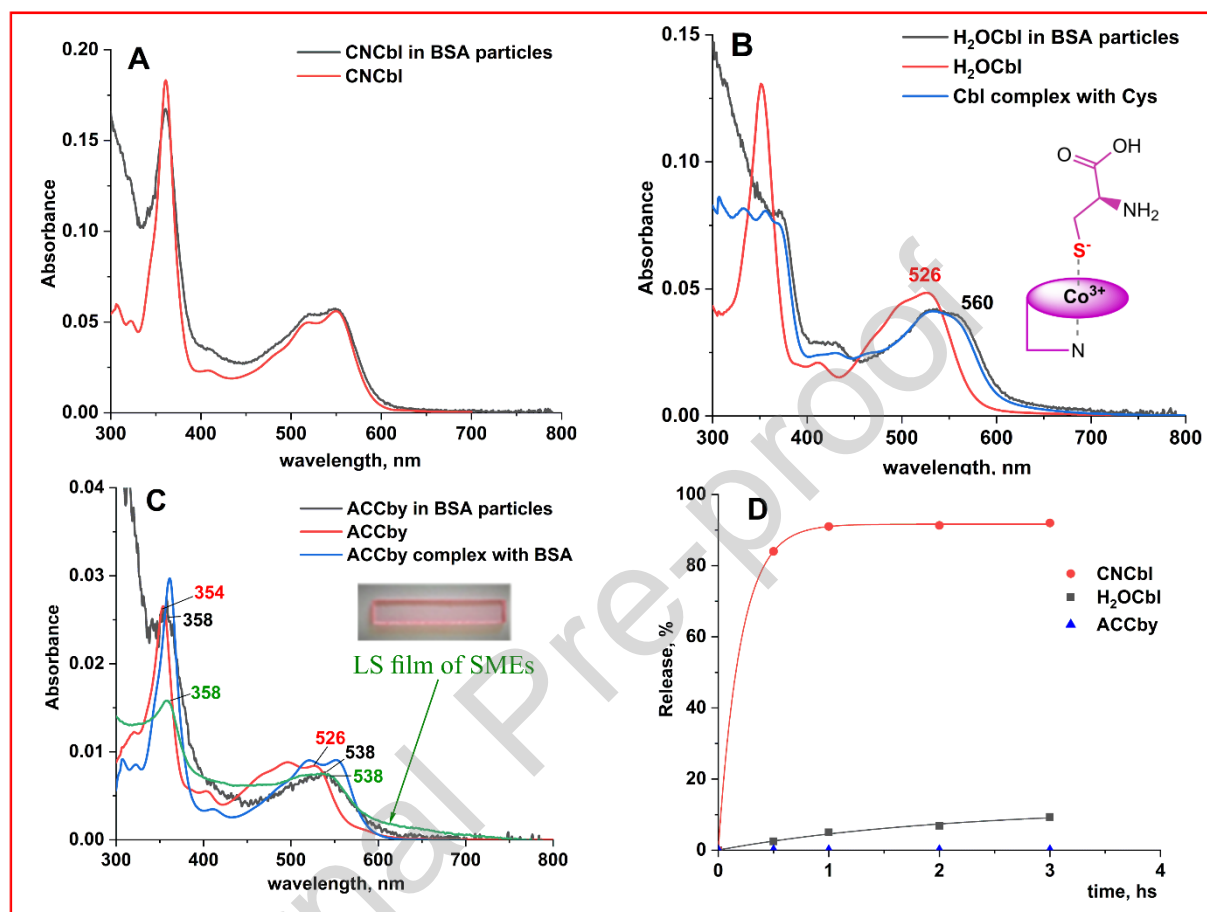 A
CNCbl in BSA particles
CNCbl
0.20
0.15
0.10
0.05
0.00
Absorbance
300 400 500 600 700 800
wavelength, nm
B
H₂OCbl in BSA particles
H₂OCbl
Cbl complex with Cys
0.15
0.10
0.05
0.00
Absorbance
526
560
O
OH
NH₂
S⁻
Co³⁺
N
300 400 500 600 700 800
wavelength, nm
C
ACCby in BSA particles
ACCby
ACCby complex with BSA
0.04
0.03
0.02
0.01
0.00
Absorbance
354
358
358
LS film of SMEs
526
538
538
300 400 500 600 700 800
wavelength, nm
D
100
80
60
40
20
0
Release, %
CNCbl
H₂OCbl
ACCby
0 1 2 3 4
time, hs
nal Pre-proof